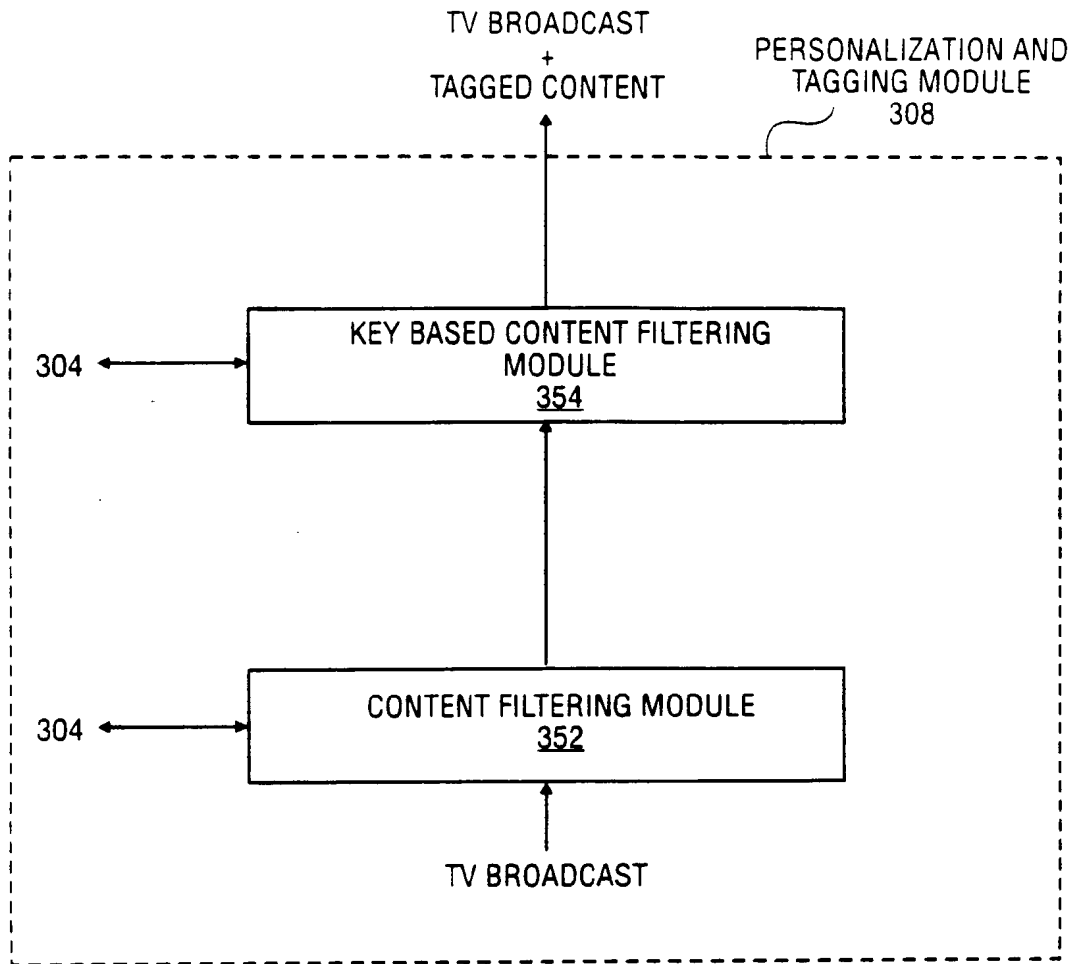 TV BROADCAST
+
TAGGED CONTENT
PERSONALIZATION AND
TAGGING MODULE
308
KEY BASED CONTENT FILTERING
MODULE
354
304
CONTENT FILTERING MODULE
352
304
TV BROADCAST